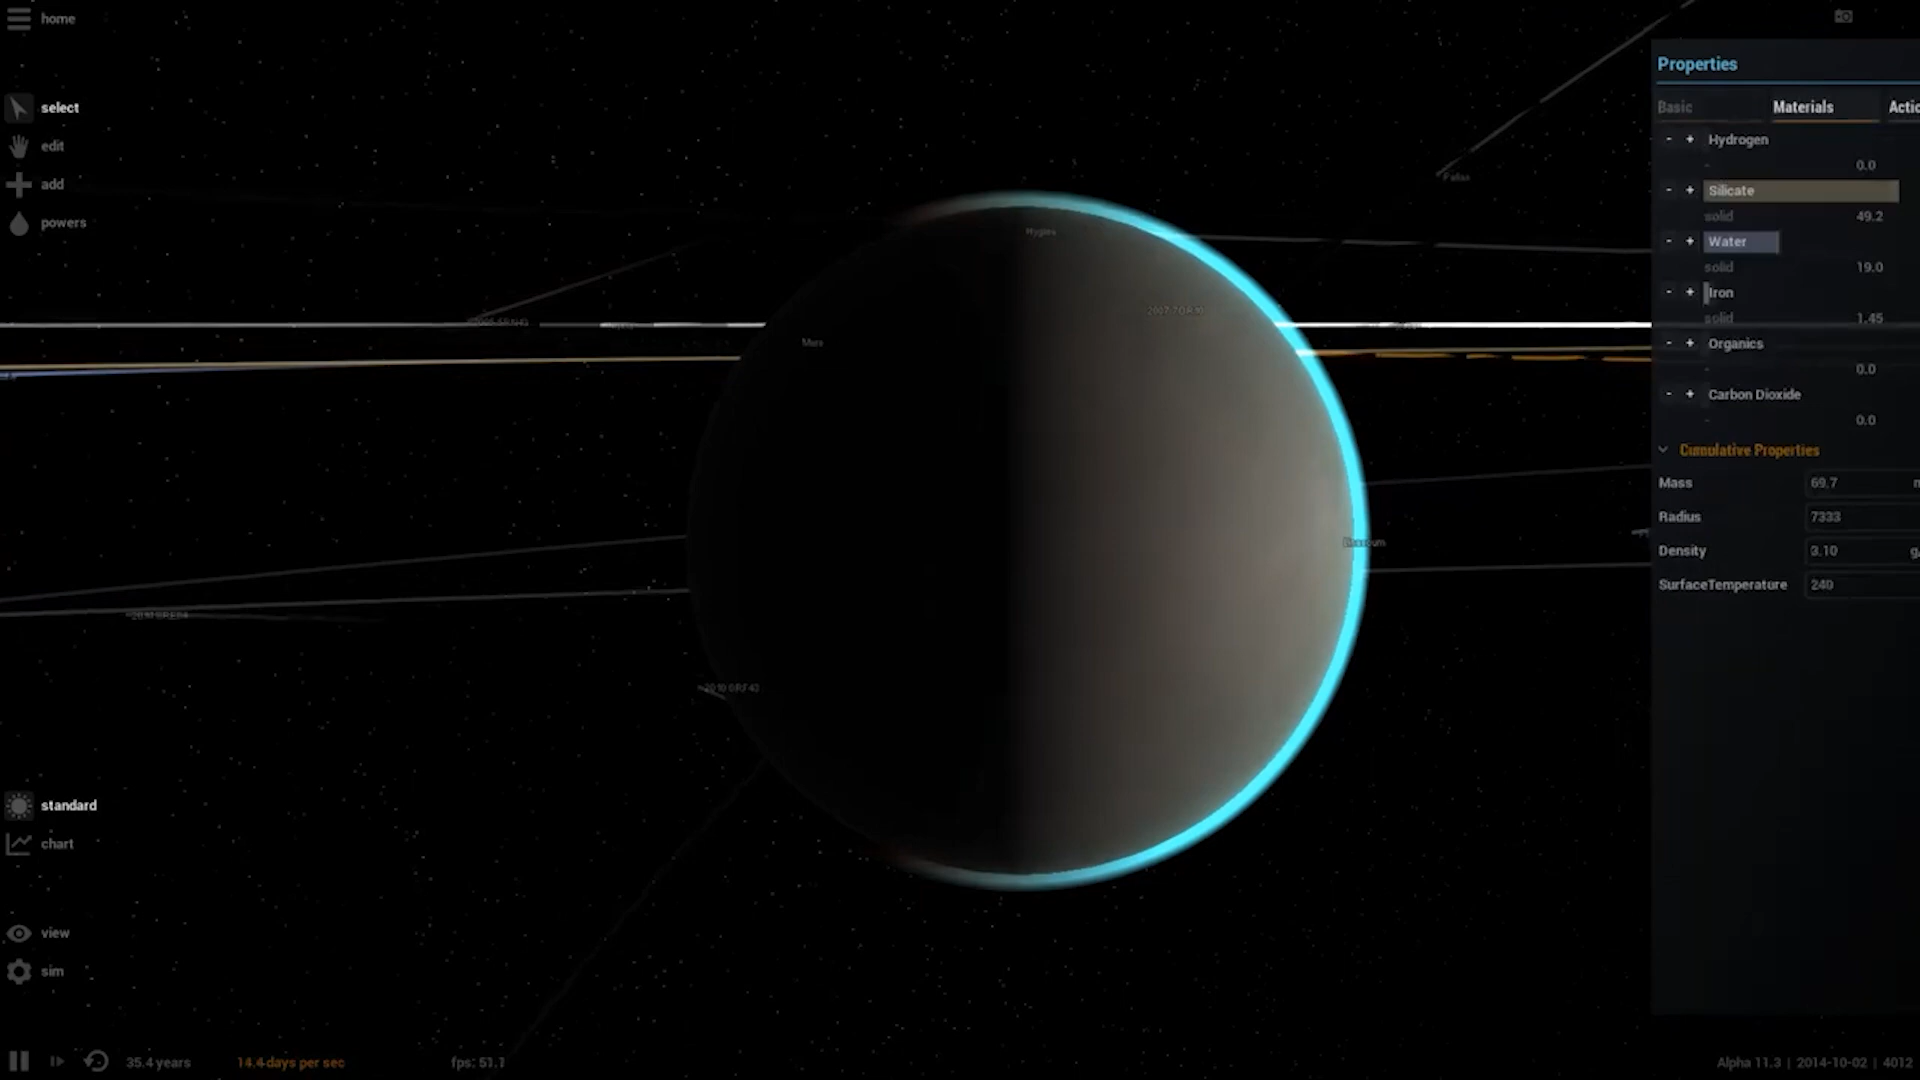 home
select
edit
add
powers
standard
chart
view
sim
35.4 years
14.4 days per sec
fps: 51.1
Pallas
Hygiea
Mars
Properties
Basic Materials Actic
- + Hydrogen
- 0.0
- + Silicate
solid 49.2
- + Water
solid 19.0
- + Iron
solid 1.45
- + Organics
0.0
- + Carbon Dioxide
- 0.0
Cumulative Properties
Mass 69.7
Radius 7333
Density 3.10 g
SurfaceTemperature 240
Alpha 11.3 | 2014-10-02 | 4012